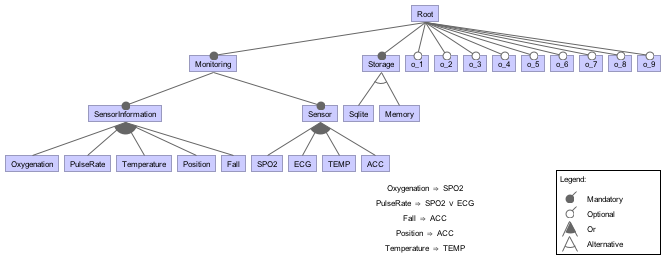 Root
Monitoring
Storage
o_1
o_2
o_3
o_4
o_5
o_6
o_7
o_8
o_9
SensorInformation
Sensor
Sqlite
Memory
Oxygenation
PulseRate
Temperature
Position
Fall
SPO2
ECG
TEMP
ACC
Oxygenation ⇒ SPO2
PulseRate ⇒ SPO2 ∨ ECG
Fall ⇒ ACC
Position ⇒ ACC
Temperature ⇒ TEMP
Legend:
Mandatory
Optional
Or
Alternative